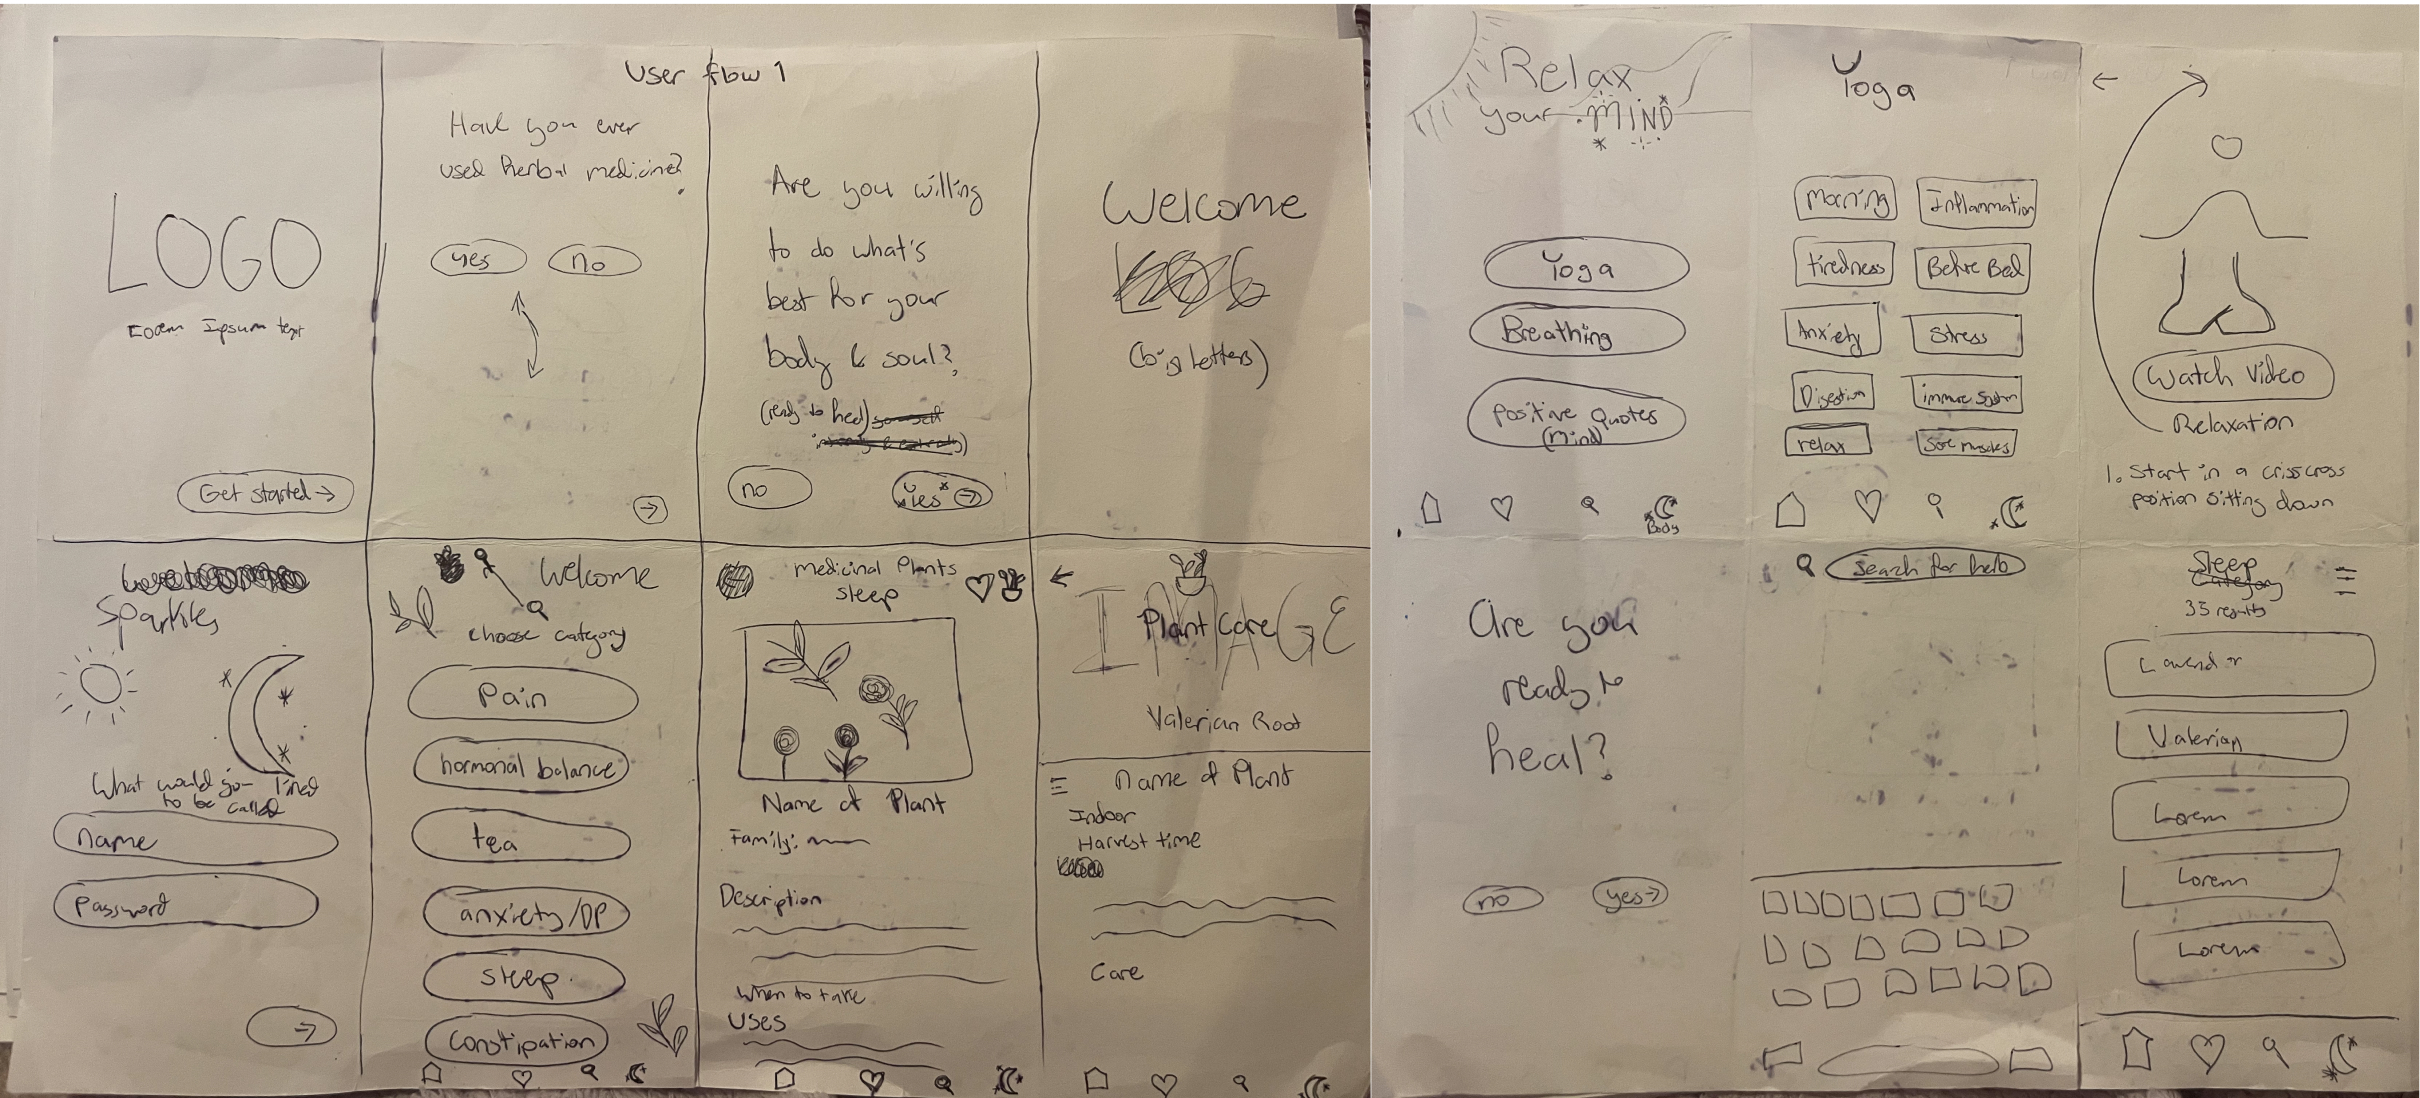 User flow 1
LOGO
Lorem Ipsum text
Get started →
Have you ever
used herbal medicine?
yes
no
Are you willing
to do what's
best for your
body & soul?
(ready to heal)
no
yes
Welcome
(big letters)
Sparkles
What would you
to be called
name
password
Welcome
choose category
Pain
hormonal balance
tea
anxiety/DP
sleep
Constipation
medicinal Plants
sleep
Name of Plant
Family:
Description
When to take
Uses
IMAGE
Plant Care
Valerian Root
Name of Plant
Indoor
Harvest time
Care
Relax
your MIND
Yoga
Breathing
positive Quotes
(mind)
Body
Yoga
Morning
Inflammation
tiredness
Before Bed
Anxiety
Stress
Digestion
immune System
relax
Sore muscles
Watch Video
Relaxation
1. Start in a crisscross
position sitting down
Are you
ready to
heal?
no
yes→
Search for help
Sleep
Category
35 results
Lavender
Valerian
Lorem
Lorem
Lorem